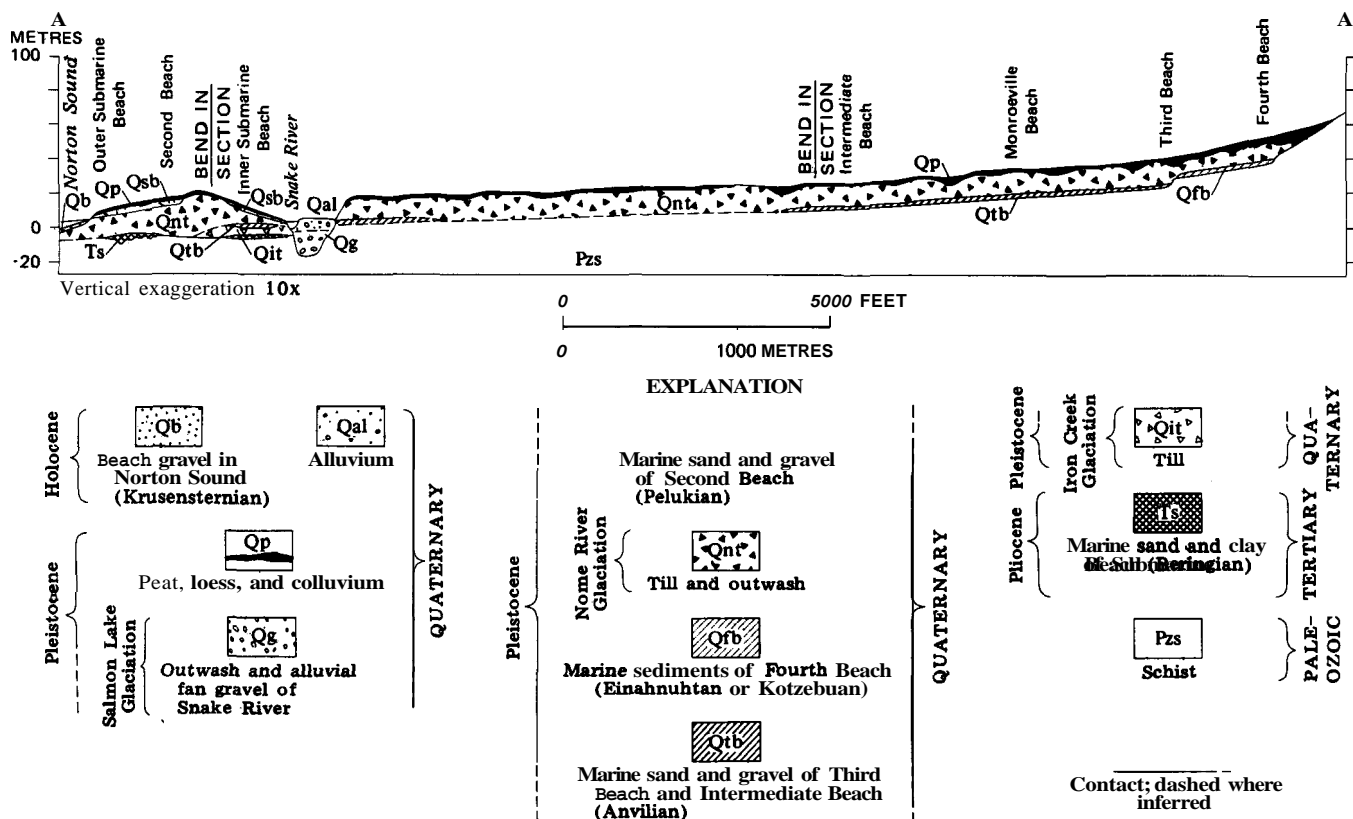 A A
METRES
100
60
20
0
-20
Norton Sound
Outer Submarine
Beach
Second Beach
BEND IN
SECTION
Inner Submarine
Beach
Snake River
BEND IN
SECTION
Intermediate
Beach
Monroeville
Beach
Third Beach
Fourth Beach
Qb
Qp
Qsb
Qnt
Ts
Qtb
Qsb
Qit
Qal
Qg
Qnt
Pzs
Qp
Qtb
Qfb
Vertical exaggeration 10x
0 5000 FEET
0 1000 METRES
EXPLANATION
Holocene
Qb
Beach gravel in
Norton Sound
(Krusensternian)
Qal
Alluvium
Pleistocene
Qp
Peat, loess, and colluvium
Salmon Lake
Glaciation
Qg
Outwash and alluvial
fan gravel of
Snake River
QUATERNARY
Pleistocene
Marine sand and gravel
of Second Beach
(Pelukian)
Nome River
Glaciation
Qnt
Till and outwash
Qfb
Marine sediments of Fourth Beach
(Einahnuhtan or Kotzebuan)
Qtb
Marine sand and gravel of Third
Beach and Intermediate Beach
(Anvilian)
QUATERNARY
Pleistocene
Iron Creek
Glaciation
Qit
Till
QUA-
TERNARY
Pliocene
Ts
Marine sand and clay
(Beringian)
TERTIARY
Pzs
Schist
PALE-
OZOIC
Contact; dashed where
inferred